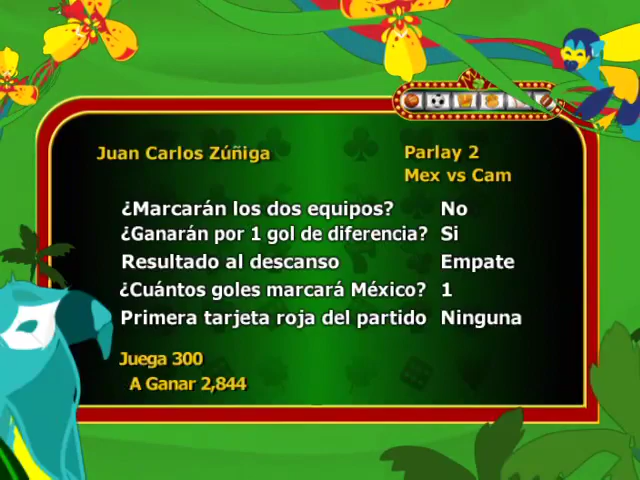 Juan Carlos Zúñiga
Parlay 2
Mex vs Cam
¿Marcarán los dos equipos? No
¿Ganarán por 1 gol de diferencia? Si
Resultado al descanso Empate
¿Cuántos goles marcará México? 1
Primera tarjeta roja del partido Ninguna
Juega 300
A Ganar 2,844